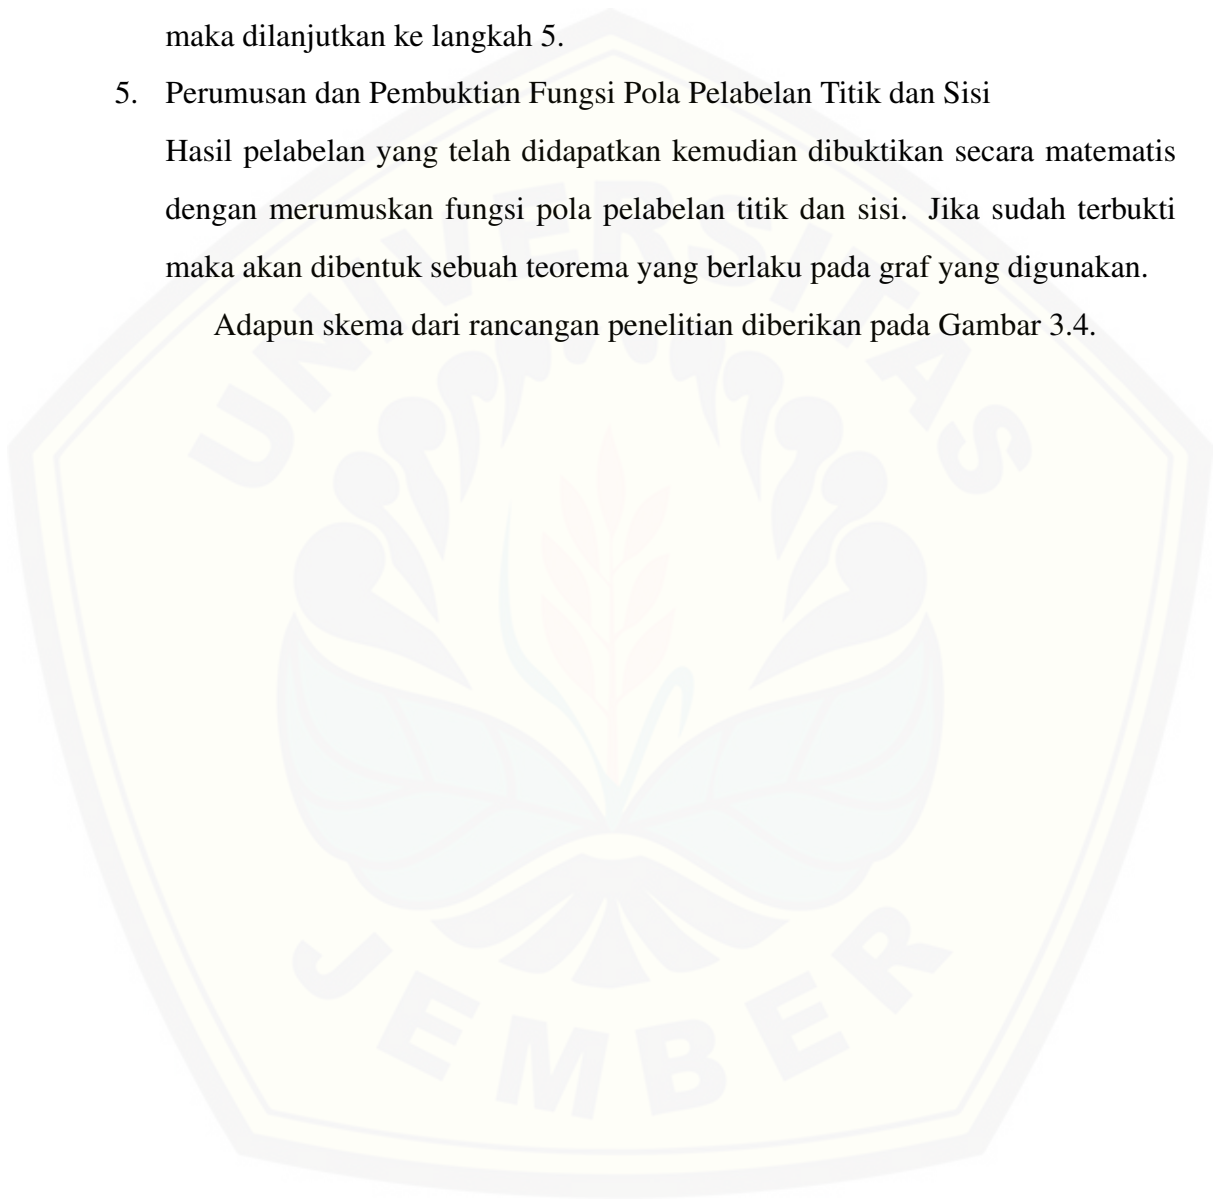 maka dilanjutkan ke langkah 5.
5. Perumusan dan Pembuktian Fungsi Pola Pelabelan Titik dan Sisi
Hasil pelabelan yang telah didapatkan kemudian dibuktikan secara matematis
dengan merumuskan fungsi pola pelabelan titik dan sisi. Jika sudah terbukti
maka akan dibentuk sebuah teorema yang berlaku pada graf yang digunakan.
Adapun skema dari rancangan penelitian diberikan pada Gambar 3.4.
UNIVERSITAS
JEMBER